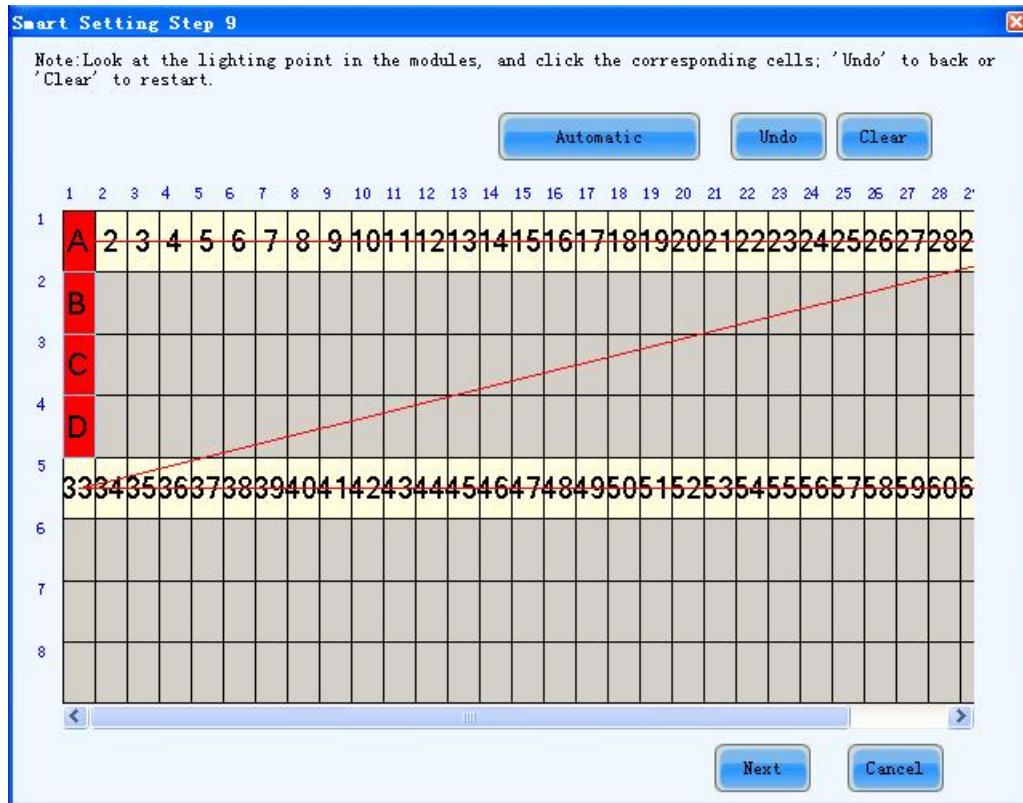 Smart Setting Step 9
Note:Look at the lighting point in the modules, and click the corresponding cells; 'Undo' to back or
'Clear' to restart.
Automatic Undo Clear
1 2 3 4 5 6 7 8 9 10 11 12 13 14 15 16 17 18 19 20 21 22 23 24 25 26 27 28
1 A 2 3 4 5 6 7 8 9 10 11 12 13 14 15 16 17 18 19 20 21 22 23 24 25 26 27 28
2 B
3 C
4 D
5 33 34 35 36 37 38 39 40 41 42 43 44 45 46 47 48 49 50 51 52 53 54 55 56 57 58 59 60
6
7
8
Next Cancel